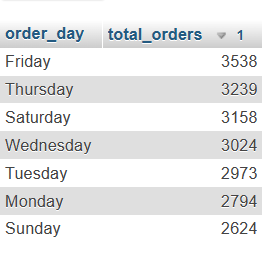 order_day total_orders 1
Friday 3538
Thursday 3239
Saturday 3158
Wednesday 3024
Tuesday 2973
Monday 2794
Sunday 2624